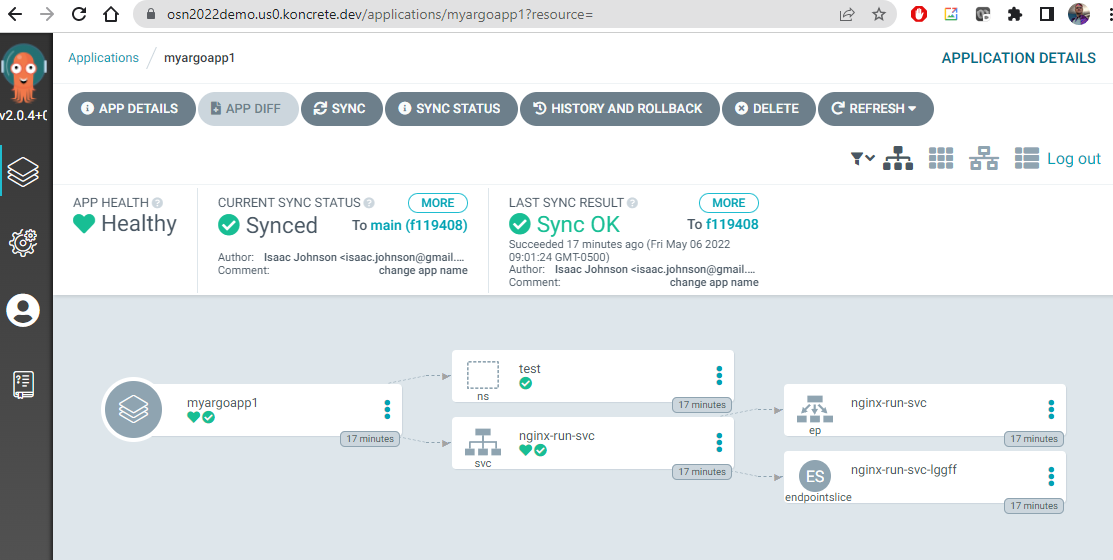 osn2022demo.us0.koncrete.dev/applications/myargoapp1?resource=
Applications / myargoapp1
APPLICATION DETAILS
v2.0.4+0
APP DETAILS
APP DIFF
SYNC
SYNC STATUS
HISTORY AND ROLLBACK
DELETE
REFRESH
Log out
APP HEALTH
Healthy
CURRENT SYNC STATUS
MORE
Synced
To main (f119408)
Author: Isaac Johnson <isaac.johnson@gmail....
Comment: change app name
LAST SYNC RESULT
MORE
Sync OK
To f119408
Succeeded 17 minutes ago (Fri May 06 2022
09:01:24 GMT-0500)
Author: Isaac Johnson <isaac.johnson@gmail....
Comment: change app name
myargoapp1
17 minutes
test
ns
17 minutes
nginx-run-svc
svc
17 minutes
nginx-run-svc
ep
17 minutes
ES
nginx-run-svc-lggff
endpointslice
17 minutes